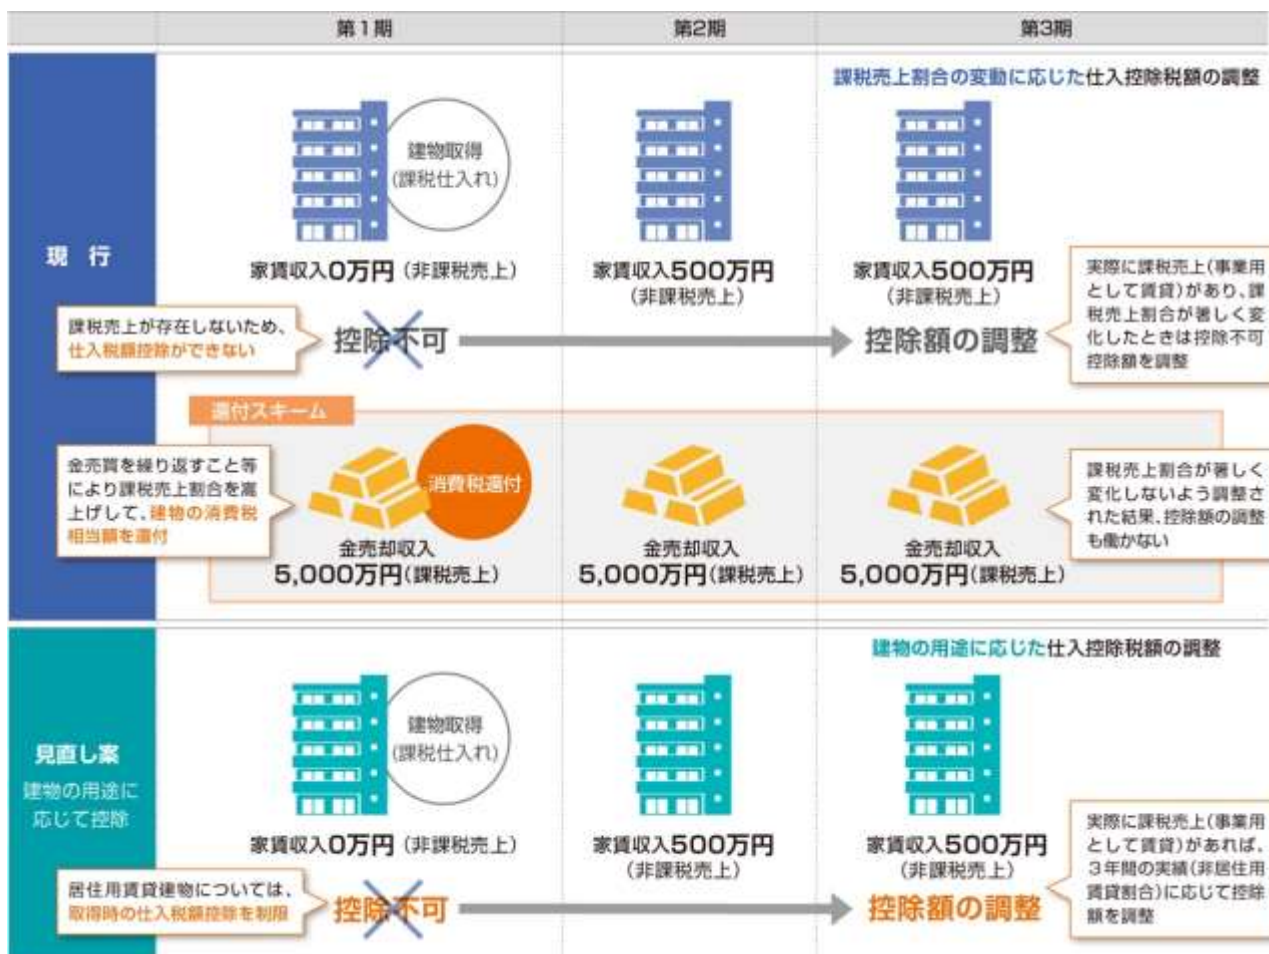 第1期
第2期
第3期
現 行
課税売上割合の変動に応じた仕入控除税額の調整
建物取得
(課税仕入れ)
家賃収入0万円(非課税売上)
家賃収入500万円
(非課税売上)
家賃収入500万円
(非課税売上)
課税売上が存在しないため、
仕入税額控除ができない
控除不可
控除額の調整
実際に課税売上(事業用
として賃貸)があり、課
税売上割合が著しく変
化したときは控除不可
控除額を調整
還付スキーム
金売買を繰り返すこと等
により課税売上割合を嵩
上げして、建物の消費税
相当額を還付
消費税還付
金売却収入
5,000万円(課税売上)
金売却収入
5,000万円(課税売上)
金売却収入
5,000万円(課税売上)
課税売上割合が著しく
変化しないよう調整さ
れた結果、控除額の調整
も働かない
見直し案
建物の用途に
応じて控除
建物の用途に応じた仕入控除税額の調整
建物取得
(課税仕入れ)
家賃収入0万円(非課税売上)
家賃収入500万円
(非課税売上)
家賃収入500万円
(非課税売上)
居住用賃貸建物については、
取得時の仕入税額控除を制限
控除不可
控除額の調整
実際に課税売上(事業用
として賃貸)があれば、
3年間の実績(非居住用
賃貸割合)に応じて控除
額を調整